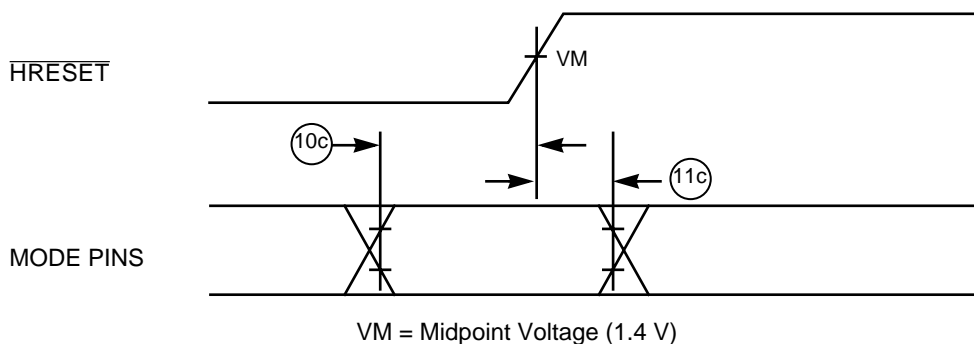 HRESET
VM
10c
11c
MODE PINS
VM = Midpoint Voltage (1.4 V)